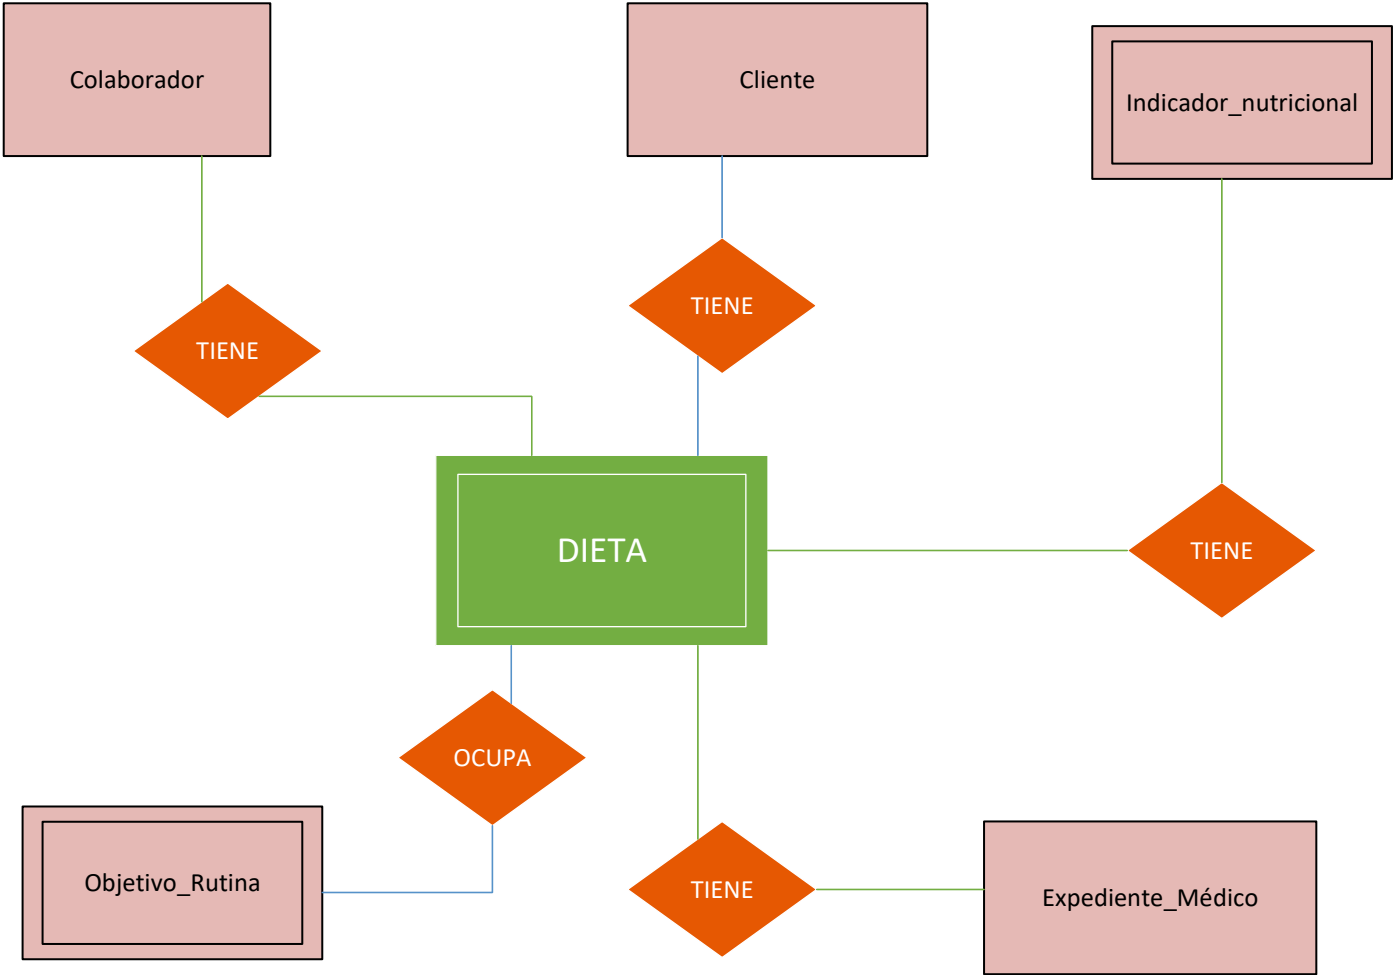 Colaborador
Cliente
Indicador_nutricional
TIENE
TIENE
DIETA
TIENE
OCUPA
Objetivo_Rutina
TIENE
Expediente_Médico